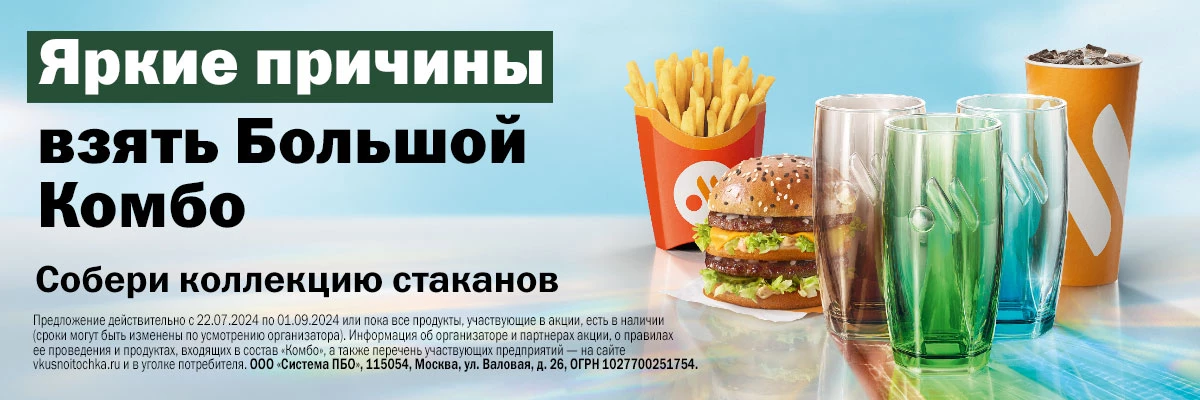 Яркие причины
взять Большой
Комбо
Собери коллекцию стаканов
Предложение действительно с 22.07.2024 по 01.09.2024 или пока все продукты, участвующие в акции, есть в наличии
(сроки могут быть изменены по усмотрению организатора). Информация об организаторе и партнерах акции, о правилах
ее проведения и продуктах, входящих в состав «Комбо», а также перечень участвующих предприятий — на сайте
vkusnoitochka.ru и в уголке потребителя. ООО «Система ПБО», 115054, Москва, ул. Валовая, д. 26, ОГРН 1027700251754.